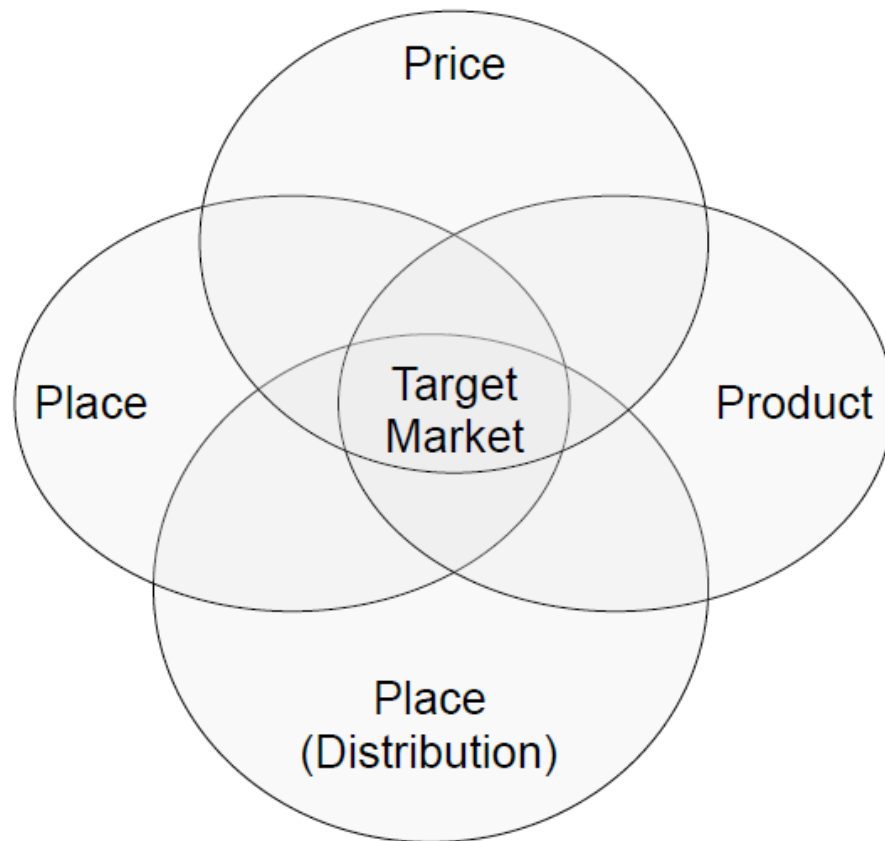 Price
Place
Target
Market
Product
Place
(Distribution)